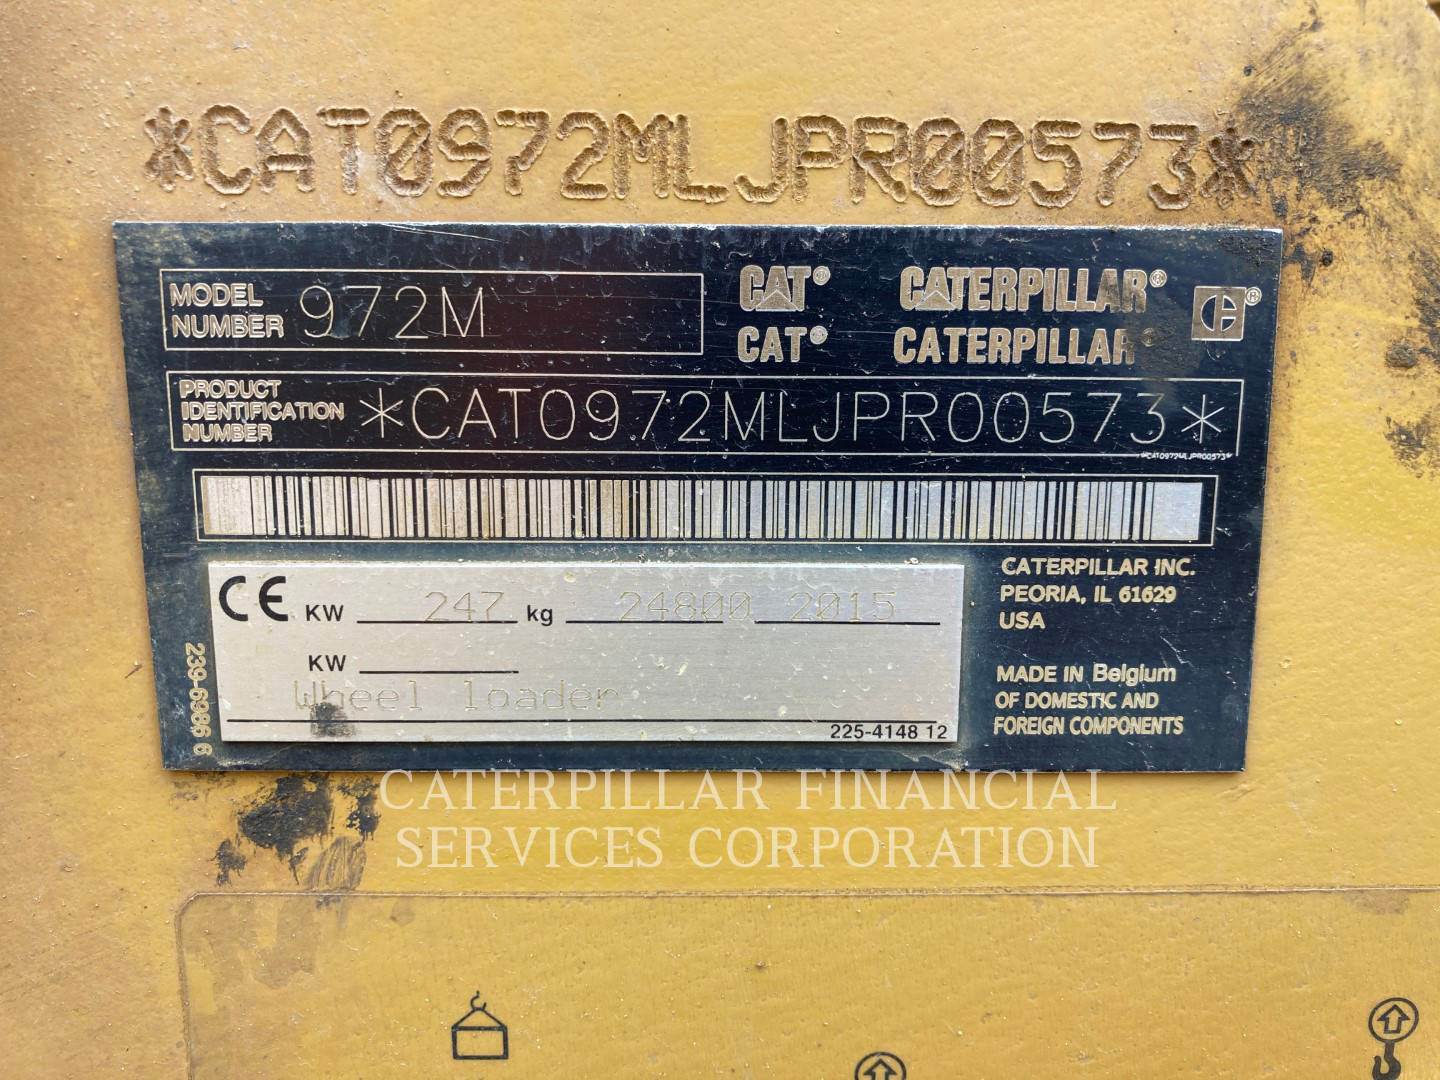 *CAT0972MLJPR00573*
MODEL NUMBER 972M
CAT® CATERPILLAR®
CAT® CATERPILLAR®
PRODUCT IDENTIFICATION NUMBER *CAT0972MLJPR00573*
*CAT0972MLJPR00573*
CE KW 247 kg 24800 2015
KW
Wheel loader
225-4148 12
239-6986 6
CATERPILLAR INC.
PEORIA, IL 61629
USA
MADE IN Belgium
OF DOMESTIC AND
FOREIGN COMPONENTS
CATERPILLAR FINANCIAL
SERVICES CORPORATION